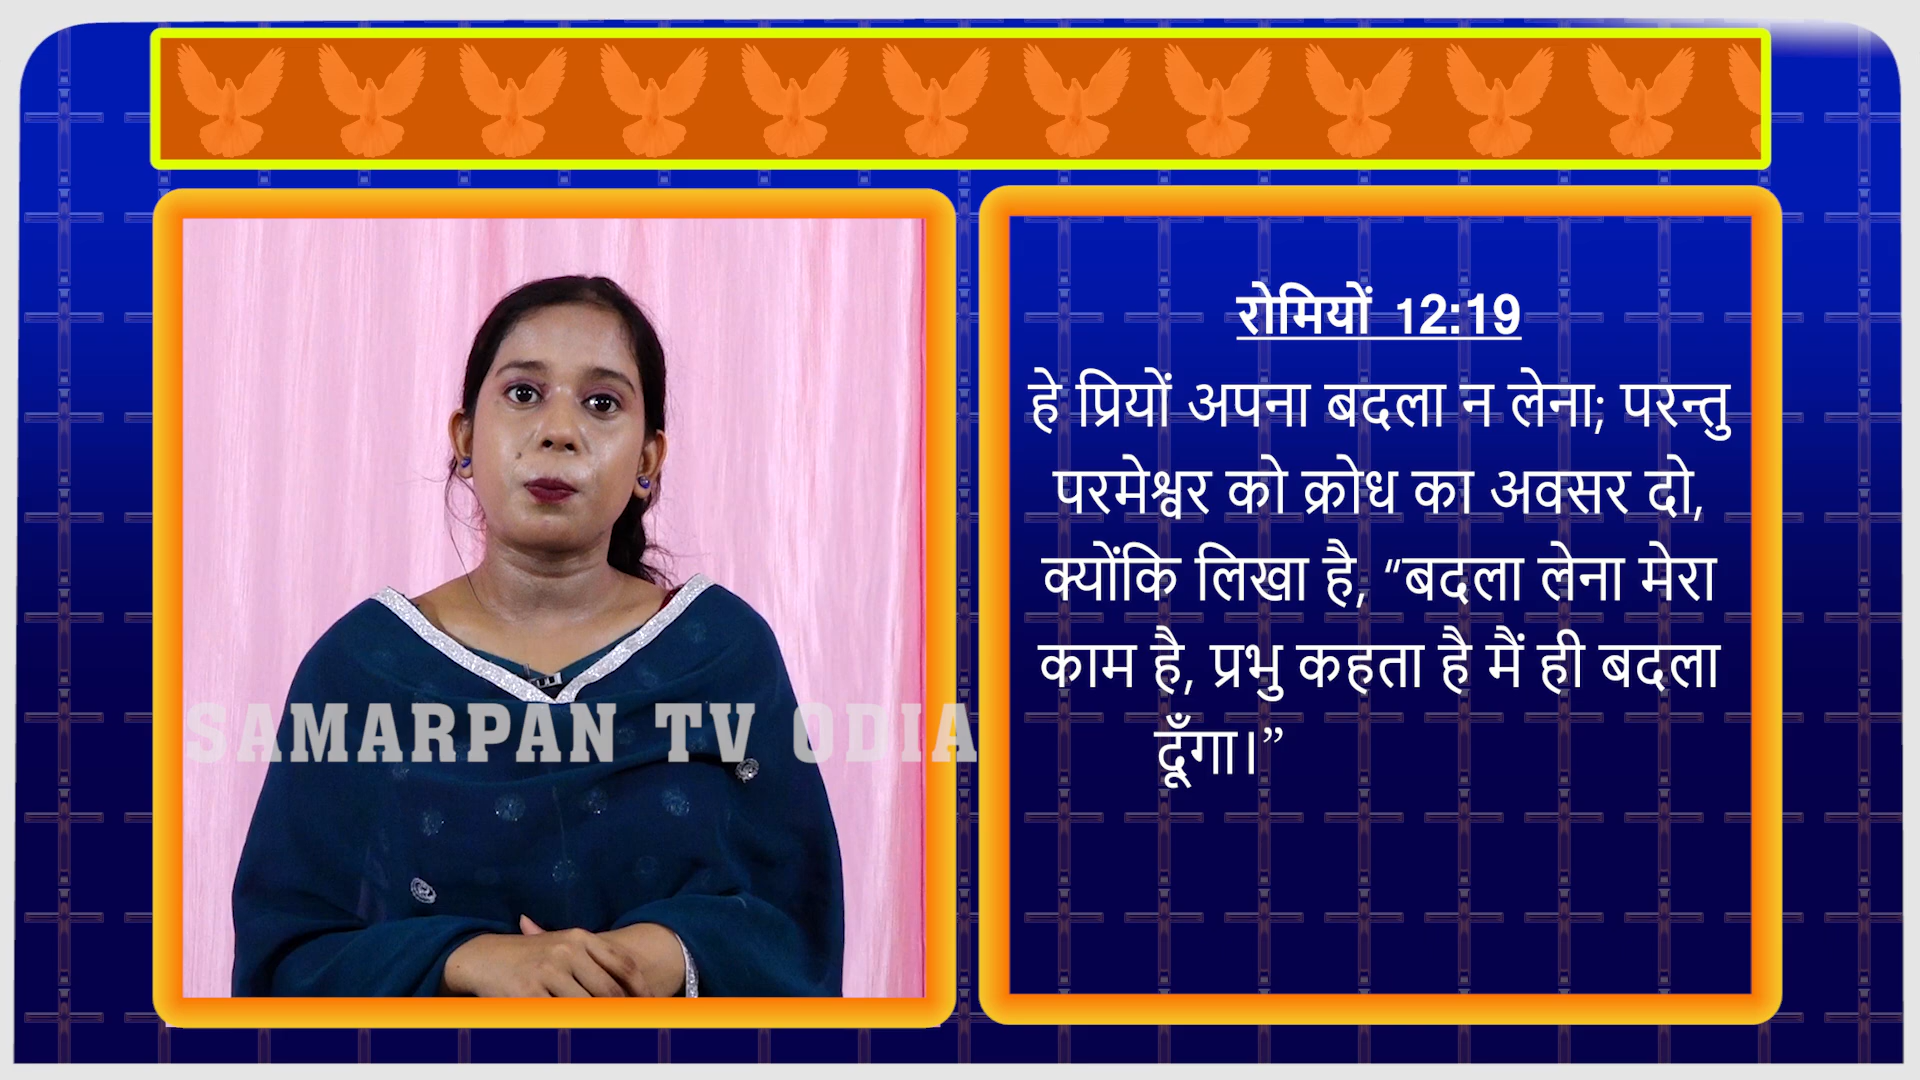 रोमियों 12:19
हे प्रियों अपना बदला न लेना; परन्तु
परमेश्वर को क्रोध का अवसर दो,
क्योंकि लिखा है, “बदला लेना मेरा
काम है, प्रभु कहता है मैं ही बदला
दूँगा।”
SAMARPAN TV ODIA